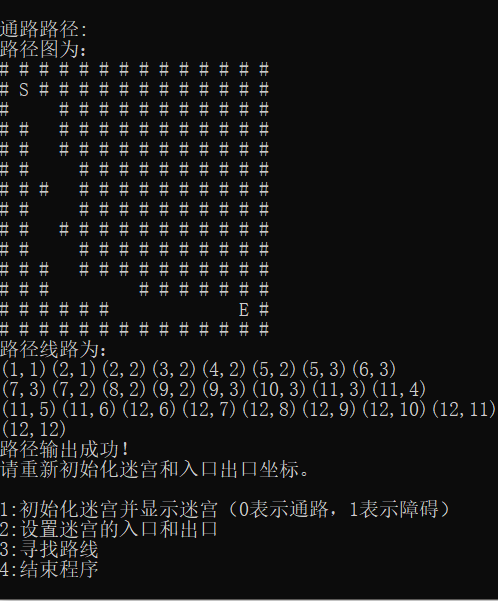 通路路径:
路径图为:
# # # # # # # # # # # # # #
# S # # # # # # # # # # # #
#     # # # # # # # # # # #
# #   # # # # # # # # # # #
# #   # # # # # # # # # # #
# #     # # # # # # # # # #
# # #   # # # # # # # # # #
# #     # # # # # # # # # #
# #   # # # # # # # # # # #
# #     # # # # # # # # # #
# # #   # # # # # # # # # #
# # #         # # # # # # #
# # # # # #             E #
# # # # # # # # # # # # # #
路径线路为:
(1,1)(2,1)(2,2)(3,2)(4,2)(5,2)(5,3)(6,3)
(7,3)(7,2)(8,2)(9,2)(9,3)(10,3)(11,3)(11,4)
(11,5)(11,6)(12,6)(12,7)(12,8)(12,9)(12,10)(12,11)
(12,12)
路径输出成功!
请重新初始化迷宫和入口出口坐标。
1:初始化迷宫并显示迷宫（0表示通路，1表示障碍）
2:设置迷宫的入口和出口
3:寻找路线
4:结束程序